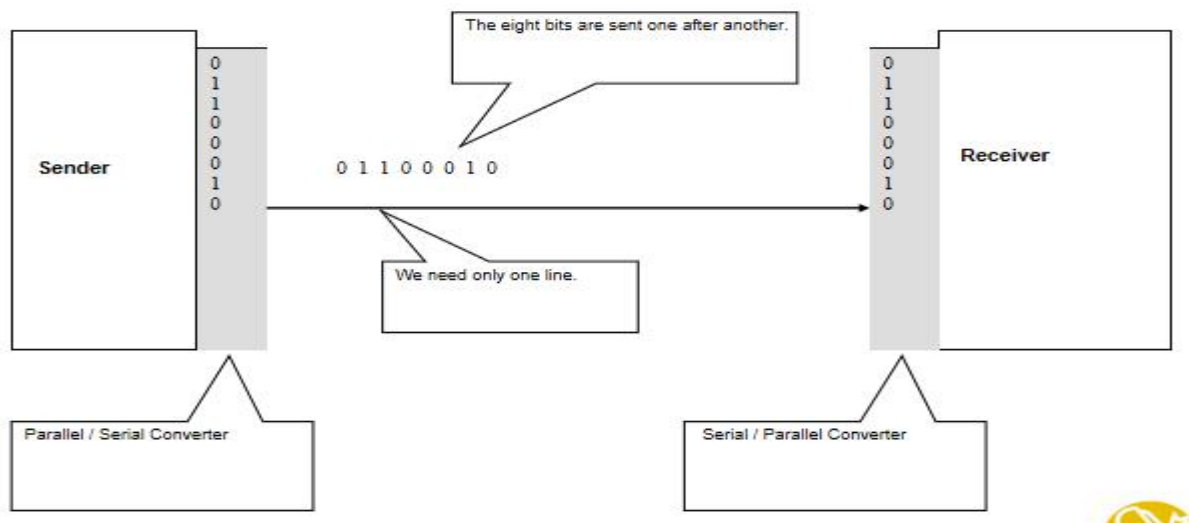 The eight bits are sent one after another.
0
1
1
0
0
0
1
0
Sender
0 1 1 0 0 0 1 0
We need only one line.
0
1
1
0
0
0
1
0
Receiver
Parallel / Serial Converter
Serial / Parallel Converter